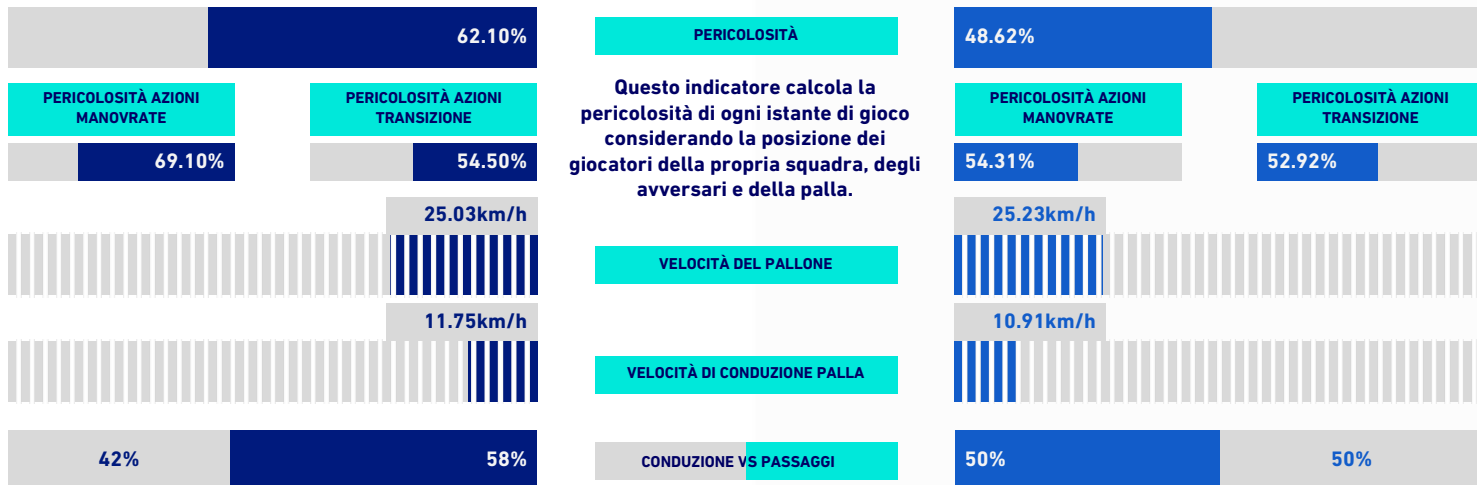 62.10%
PERICOLOSITÀ
48.62%
PERICOLOSITÀ AZIONI
MANOVRATE
PERICOLOSITÀ AZIONI
TRANSIZIONE
69.10%
54.50%
Questo indicatore calcola la
pericolosità di ogni istante di gioco
considerando la posizione dei
giocatori della propria squadra, degli
avversari e della palla.
PERICOLOSITÀ AZIONI
MANOVRATE
PERICOLOSITÀ AZIONI
TRANSIZIONE
54.31%
52.92%
25.03km/h
VELOCITÀ DEL PALLONE
25.23km/h
11.75km/h
VELOCITÀ DI CONDUZIONE PALLA
10.91km/h
42%
58%
CONDUZIONE VS PASSAGGI
50%
50%